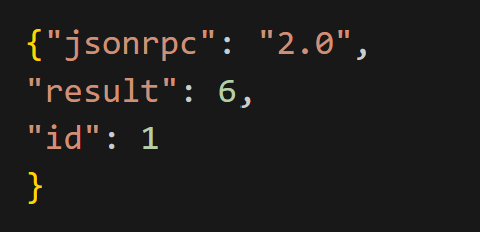 {"jsonrpc": "2.0",
"result": 6,
"id": 1
}